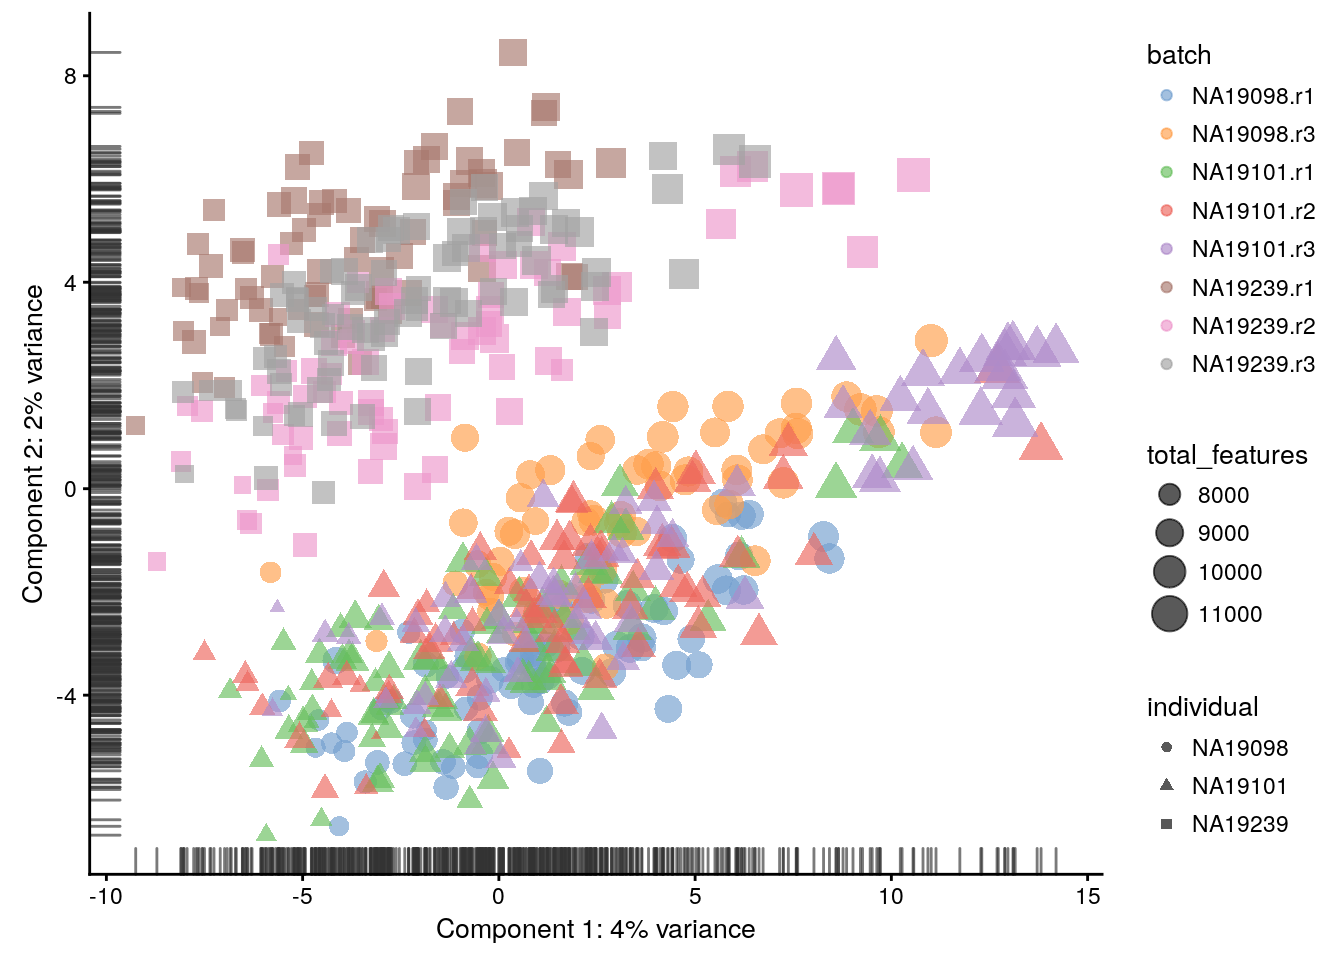 8
4
0
-4
Component 2: 2% variance
-10
-5
0
5
10
15
Component 1: 4% variance
batch
NA19098.r1
NA19098.r3
NA19101.r1
NA19101.r2
NA19101.r3
NA19239.r1
NA19239.r2
NA19239.r3
total_features
8000
9000
10000
11000
individual
NA19098
NA19101
NA19239